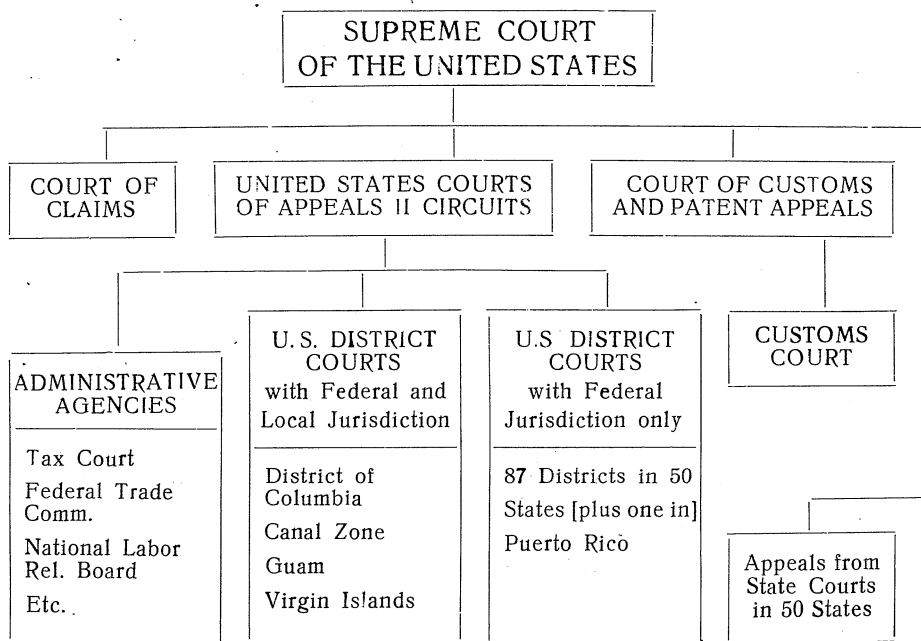 SUPREME COURT
OF THE UNITED STATES
COURT OF
CLAIMS
UNITED STATES COURTS
OF APPEALS 11 CIRCUITS
COURT OF CUSTOMS
AND PATENT APPEALS
ADMINISTRATIVE
AGENCIES
Tax Court
Federal Trade
Comm.
National Labor
Rel. Board
Etc.
U.S. DISTRICT
COURTS
with Federal and
Local Jurisdiction
District of
Columbia
Canal Zone
Guam
Virgin Islands
U.S DISTRICT
COURTS
with Federal
Jurisdiction only
87 Districts in 50
States [plus one in]
Puerto Rico
CUSTOMS
COURT
Appeals from
State Courts
in 50 States